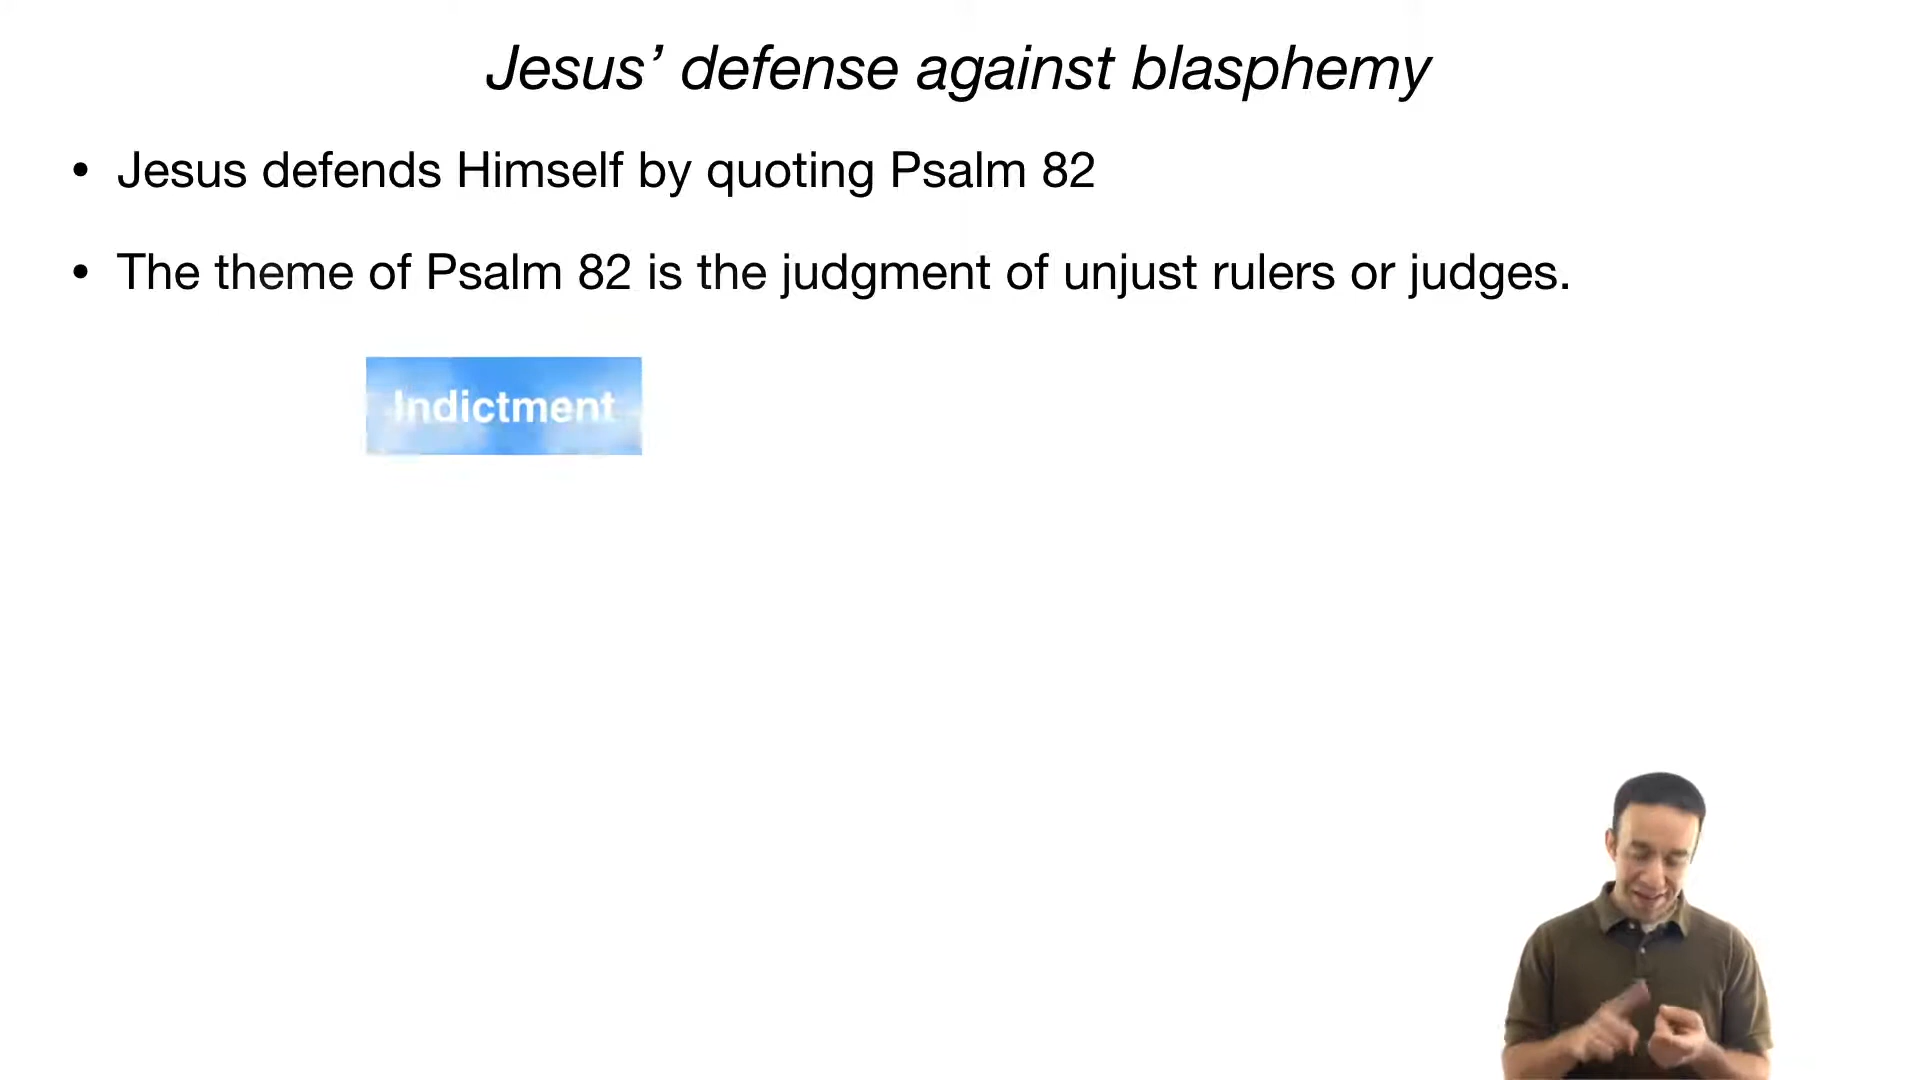 Jesus’ defense against blasphemy
• Jesus defends Himself by quoting Psalm 82
• The theme of Psalm 82 is the judgment of unjust rulers or judges.
Indictment